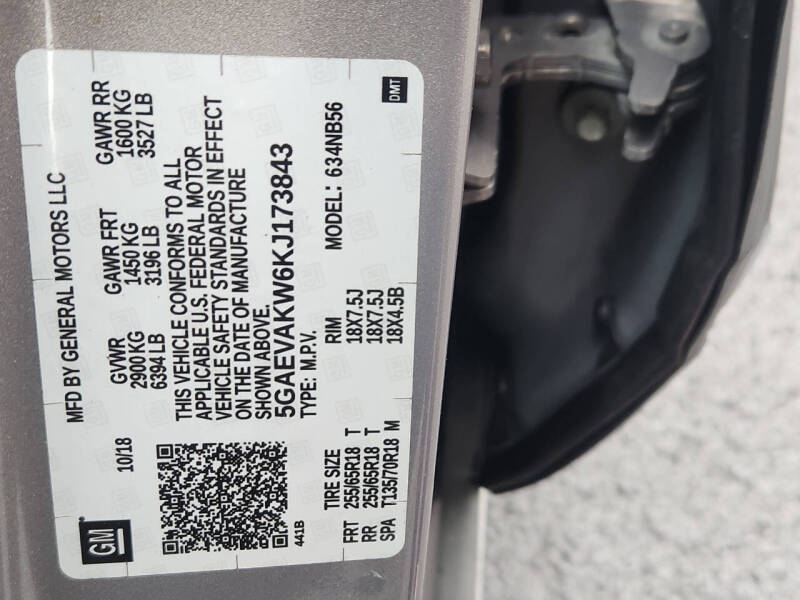 MFD BY GENERAL MOTORS LLC
GM
10/18
GVWR
2900 KG
6394 LB
GAWR FRT
1450 KG
3196 LB
GAWR RR
1600 KG
3527 LB
THIS VEHICLE CONFORMS TO ALL
APPLICABLE U.S. FEDERAL MOTOR
VEHICLE SAFETY STANDARDS IN EFFECT
ON THE DATE OF MANUFACTURE
SHOWN ABOVE.
5GAEVAKW6KJ173843
TYPE: M.P.V. MODEL: 634NB56
441B
TIRE SIZE RIM
FRT 255/65R18 T 18X7.5J
RR 255/65R18 T 18X7.5J
SPA T135/70R18 M 18X4.5B
DMT